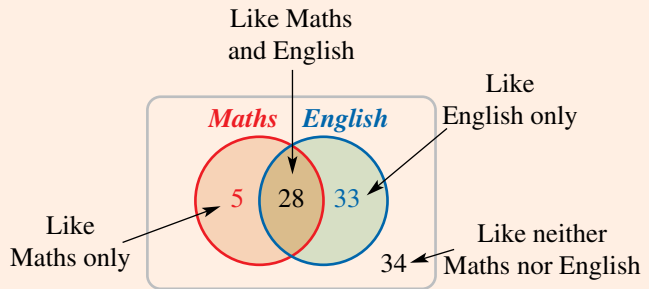 Like Maths
and English
Like
English only
Maths
English
5
28
33
Like
Maths only
34
Like neither
Maths nor English